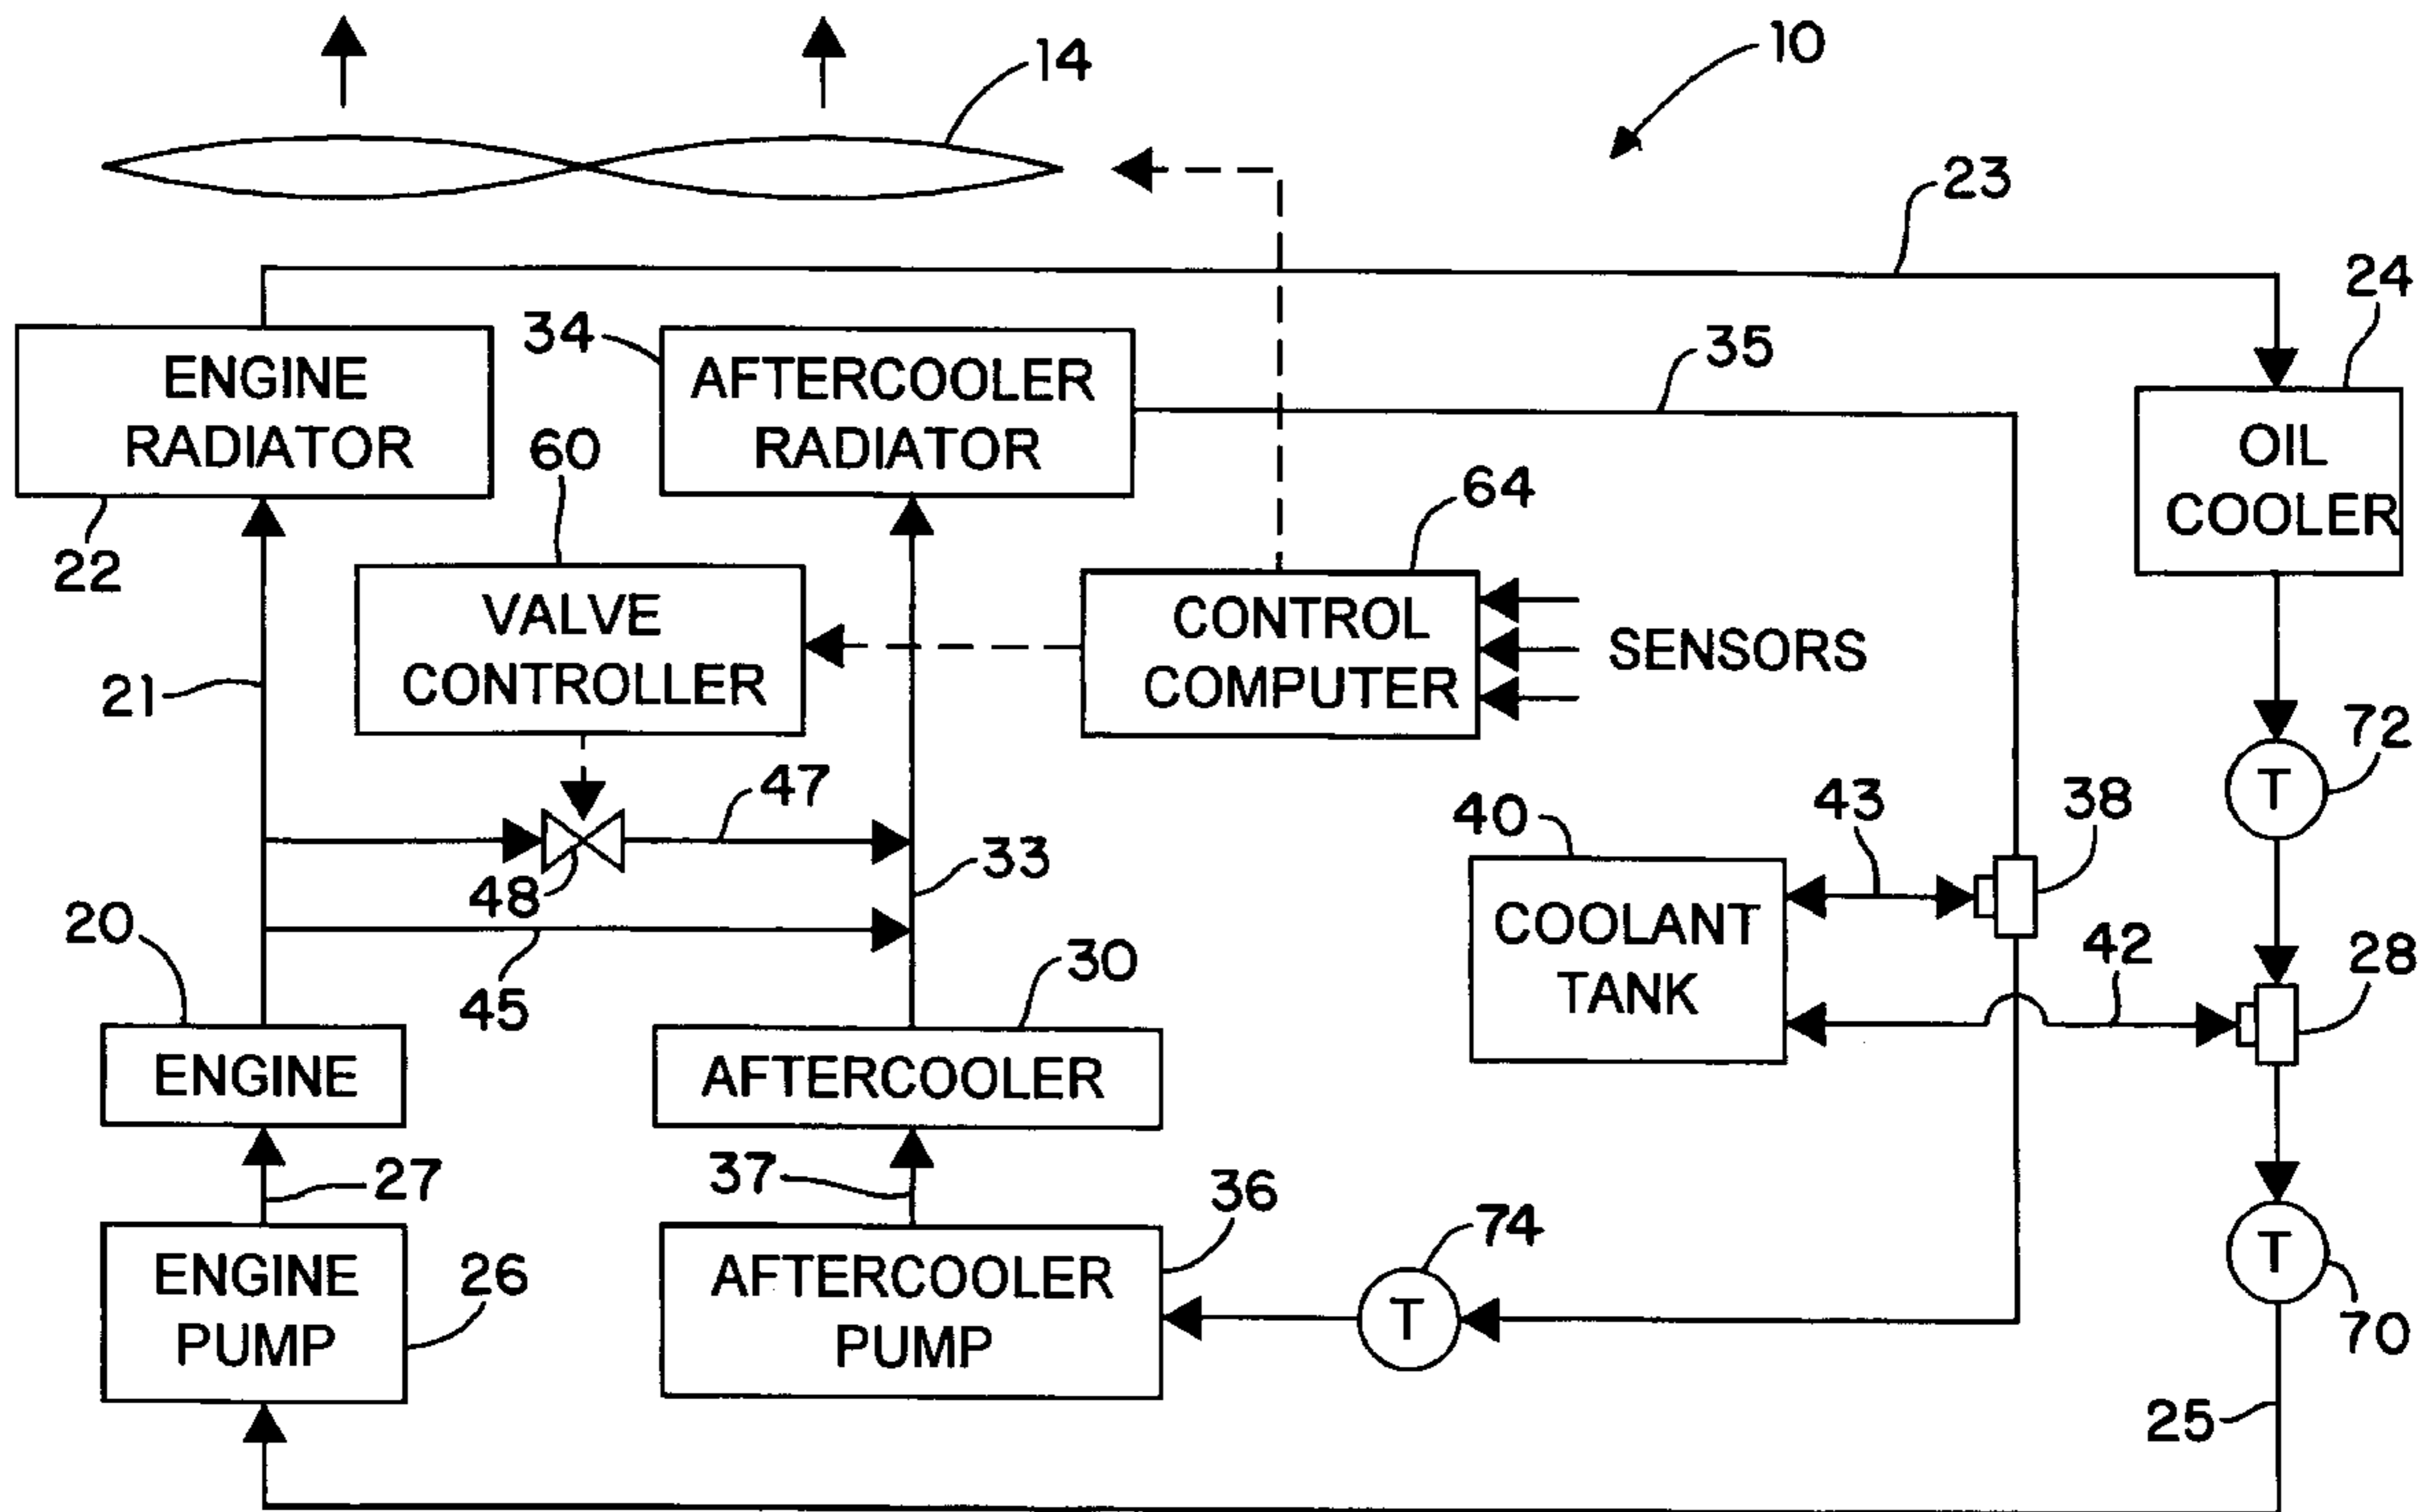 10
14
23
24
34
35
ENGINE
RADIATOR
AFTERCOOLER
RADIATOR
OIL
COOLER
60
64
22
VALVE
CONTROLLER
CONTROL
COMPUTER
SENSORS
21
72
T
47
43
38
40
48
33
20
COOLANT
TANK
42
28
45
30
ENGINE
AFTERCOOLER
27
37
36
74
T
70
ENGINE
PUMP
26
AFTERCOOLER
PUMP
T
25